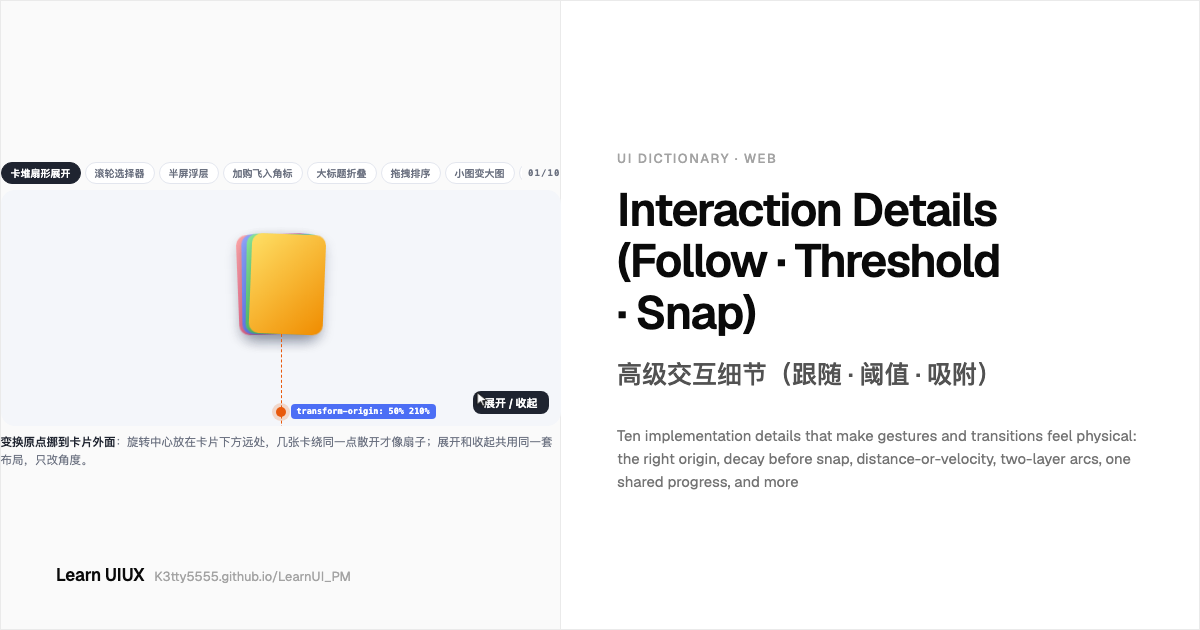 卡堆扇形展开
滚轮选择器
半屏浮层
加购飞入角标
大标题折叠
拖拽排序
小图变大图
01/10
transform-origin: 50% 210%
展开 / 收起
变换原点挪到卡片外面：旋转中心放在卡片下方远处，几张卡绕同一点散开才像扇子；展开和收起共用同一套
布局，只改角度。
Learn UIUX K3tty5555.github.io/LearnUI_PM
UI DICTIONARY · WEB
Interaction Details
(Follow · Threshold
· Snap)
高级交互细节（跟随 · 阈值 · 吸附）
Ten implementation details that make gestures and transitions feel physical:
the right origin, decay before snap, distance-or-velocity, two-layer arcs, one
shared progress, and more